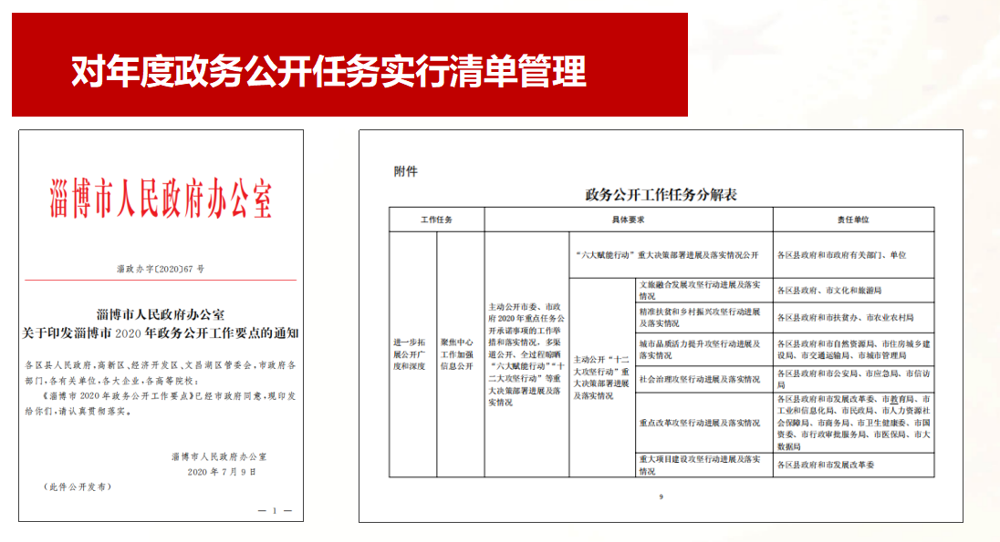 对年度政务公开任务实行清单管理
淄博市人民政府办公室
淄政办字〔2020〕67 号
淄博市人民政府办公室
关于印发淄博市 2020 年政务公开工作要点的通知
各区县人民政府,高新区、经济开发区、文昌湖区管委会,市政府各
部门,各有关单位,各大企业,各高等院校:
《淄博市 2020 年政务公开工作要点》已经市政府同意,现印发
给你们,请认真贯彻落实。
淄博市人民政府办公室
2020 年 7 月 9 日
（此件公开发布）
— 1 —
附件
政务公开工作任务分解表
工作任务
具体要求
责任单位
进一步拓
展公开广
度和深度
聚焦中心
工作加强
信息公开
主动公开市委、市政
府 2020 年重点任务公
开承诺事项的工作举
措和落实情况，多渠
道公开、全过程晾晒
“六大赋能行动”“十
二大攻坚行动”等重
大决策部署进展及落
实情况
“六大赋能行动”重大决策部署进展及落实情况公开
各区县政府和市政府有关部门、单位
主动公开“十二
大攻坚行动”重
大决策部署进展
及落实情况
文旅融合发展攻坚行动进展及落实
情况
各区县政府、市文化和旅游局
精准扶贫和乡村振兴攻坚行动进展
及落实情况
各区县政府和市扶贫办、市农业农村局
城市品质活力提升攻坚行动进展及
落实情况
各区县政府和市自然资源局、市住房城乡建
设局、市交通运输局、市城市管理局
社会治理攻坚行动进展及落实情况
各区县政府和市公安局、市应急局、市信访
局
重点改革攻坚行动进展及落实情况
各区县政府和市发展改革委、市教育局、市
工业和信息化局、市民政局、市人力资源社
会保障局、市商务局、市卫生健康委、市国
资委、市行政审批服务局、市医保局、市大
数据局
重大项目建设攻坚行动进展及落实
情况
各区县政府和市发展改革委
9